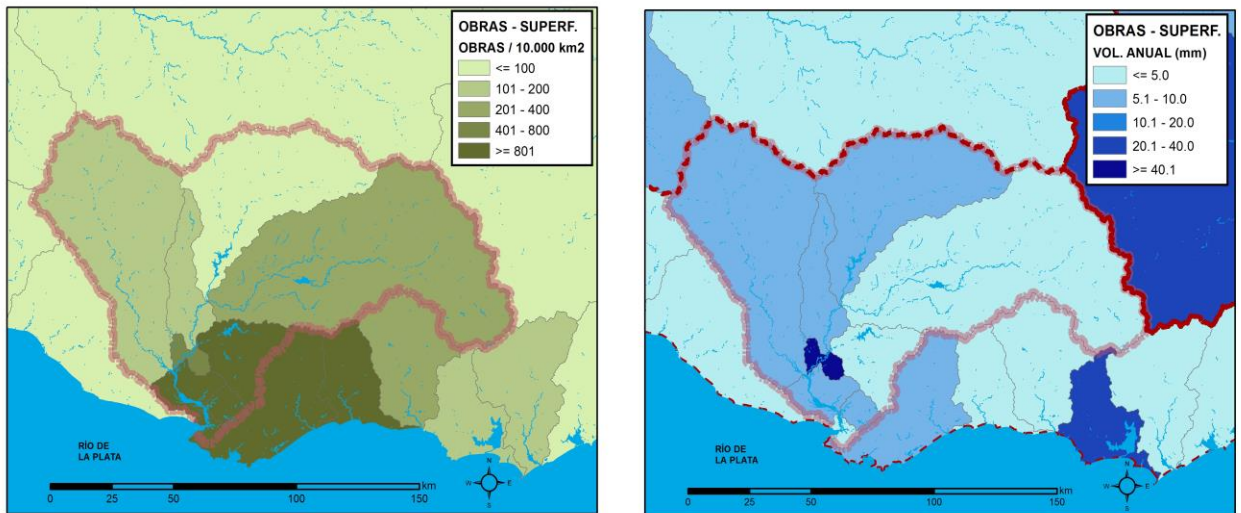 OBRAS - SUPERF.
OBRAS / 10.000 km2
<= 100
101 - 200
201 - 400
401 - 800
>= 801
RÍO DE
LA PLATA
N
W E
S
km
0 25 50 100 150
OBRAS - SUPERF.
VOL. ANUAL (mm)
<= 5.0
5.1 - 10.0
10.1 - 20.0
20.1 - 40.0
>= 40.1
RÍO DE
LA PLATA
N
W E
S
km
0 25 50 100 150